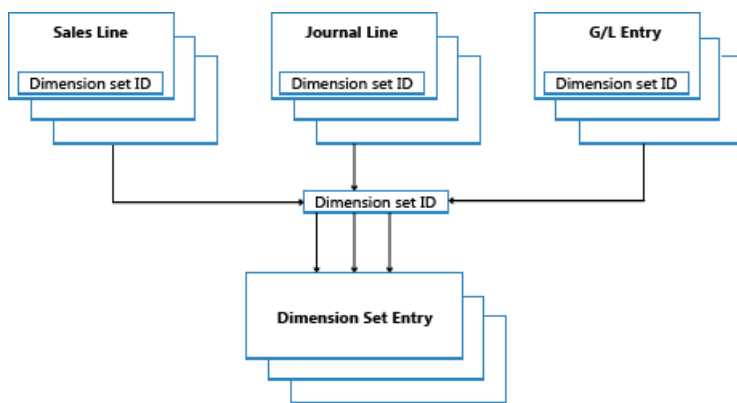 Sales Line
Journal Line
G/L Entry
Dimension set ID
Dimension set ID
Dimension set ID
Dimension set ID
Dimension Set Entry